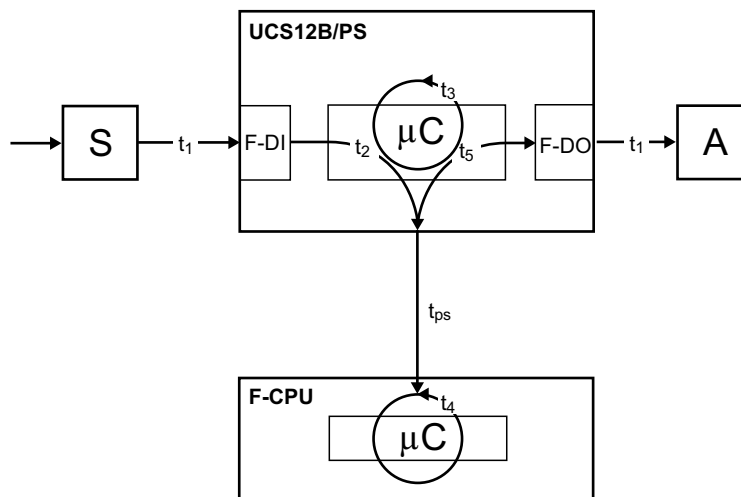 UCS12B/PS
t3
S
t1
F-DI
t2
μC
t5
F-DO
t1
A
tps
F-CPU
t4
μC